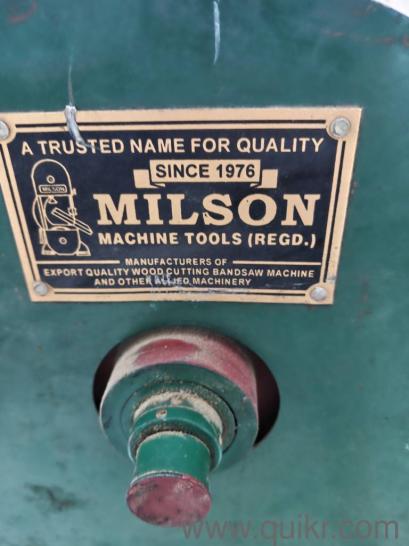 A TRUSTED NAME FOR QUALITY
SINCE 1976
MILSON
MILSON
MACHINE TOOLS (REGD.)
MANUFACTURERS OF
EXPORT QUALITY WOOD CUTTING BANDSAW MACHINE
AND OTHER ALLIED MACHINERY
www.quikr.com